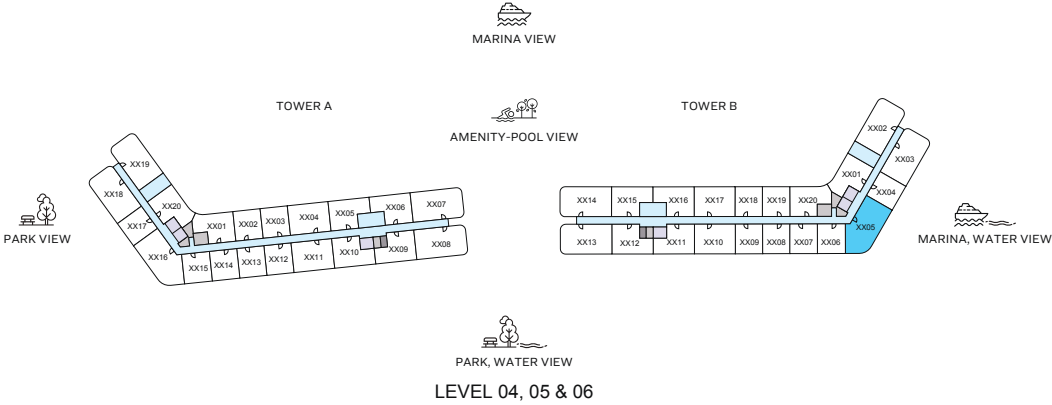 MARINA VIEW
TOWER A
TOWER B
AMENITY-POOL VIEW
XX19
XX18
XX20
XX17
XX16
XX01
XX02
XX03
XX04
XX05
XX06
XX07
XX15
XX14
XX13
XX12
XX11
XX10
XX09
XX08
XX02
XX03
XX01
XX04
XX14
XX15
XX16
XX17
XX18
XX19
XX20
XX05
XX13
XX12
XX11
XX10
XX09
XX08
XX07
XX06
PARK VIEW
MARINA, WATER VIEW
PARK, WATER VIEW
LEVEL 04, 05 & 06